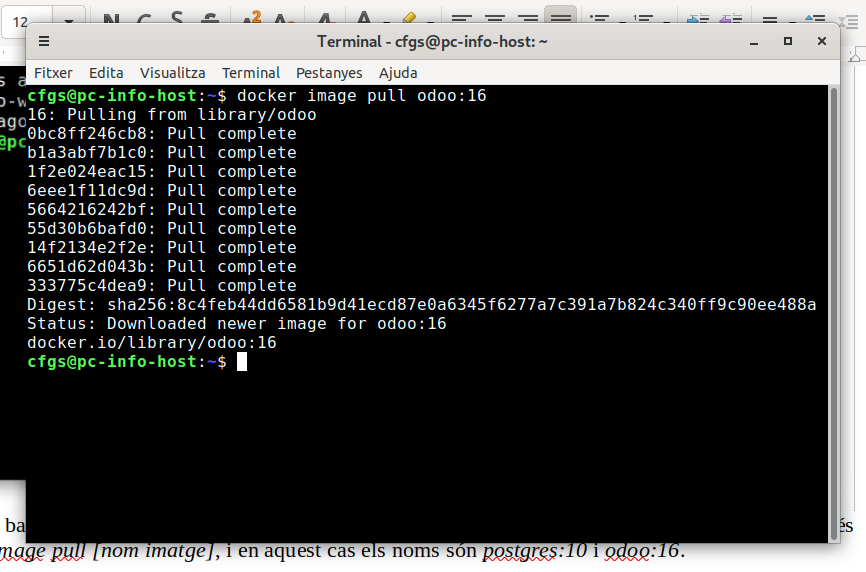 12
Terminal - cfgs@pc-info-host: ~
Fitxer Edita Visualitza Terminal Pestanyes Ajuda
cfgs@pc-info-host:~$ docker image pull odoo:16
16: Pulling from library/odoo
0bc8ff246cb8: Pull complete
b1a3abf7b1c0: Pull complete
1f2e024eac15: Pull complete
6eee1f11dc9d: Pull complete
5664216242bf: Pull complete
55d30b6bafd0: Pull complete
14f2134e2f2e: Pull complete
6651d62d043b: Pull complete
333775c4dea9: Pull complete
Digest: sha256:8c4feb44dd6581b9d41ecd87e0a6345f6277a7c391a7b824c340ff9c90ee488a
Status: Downloaded newer image for odoo:16
docker.io/library/odoo:16
cfgs@pc-info-host:~$
ba és
mage pull [nom imatge], i en aquest cas els noms són postgres:10 i odoo:16.